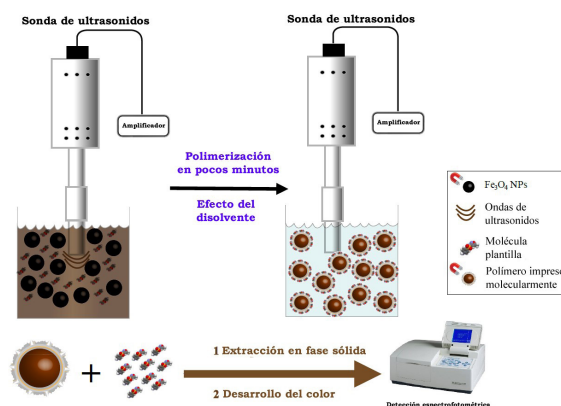 Sonda de ultrasonidos
Sonda de ultrasonidos
Amplificador
Amplificador
Polimerización
en pocos minutos
Efecto del
disolvente
Fe3O4 NPs
Ondas de
ultrasonidos
Molécula
plantilla
Polímero impreso
molecularmente
1 Extracción en fase sólida
2 Desarrollo del color
Detección espectrofotométrica